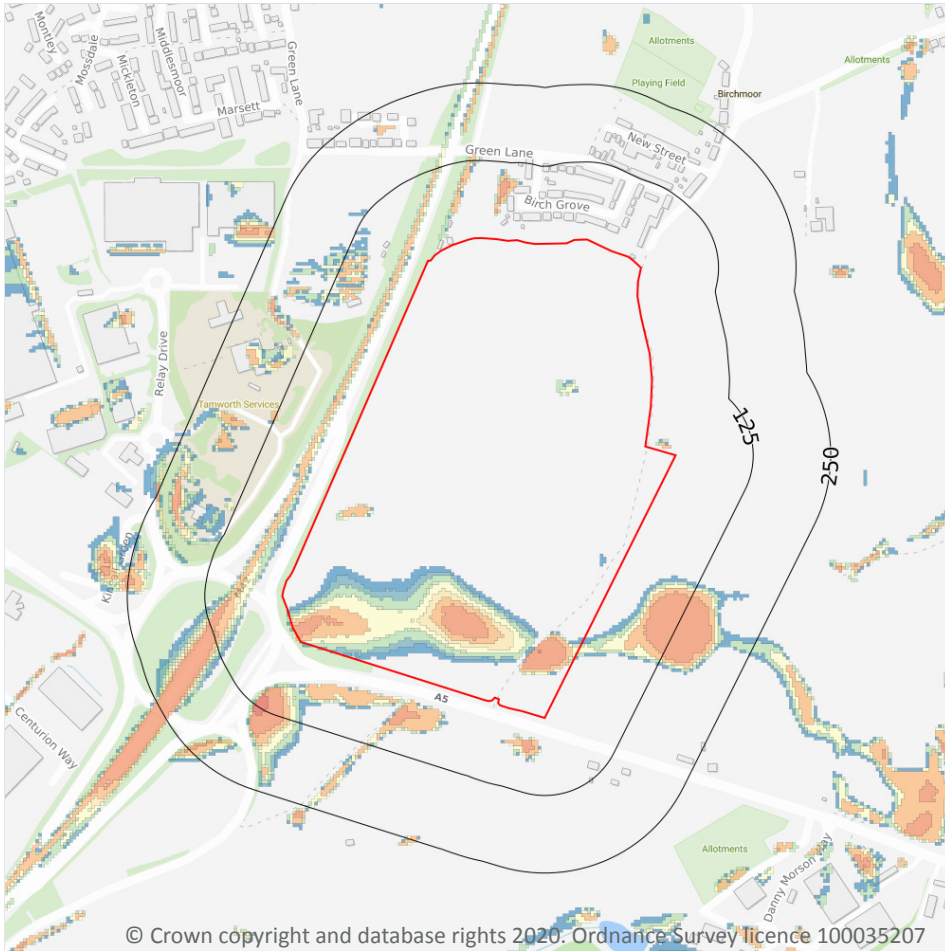 Montley
Mossdale
Mickleton
Middlesmoor
Marsett
Green Lane
Allotments
Playing Field
Birchmoor
Allotments
Green Lane
New Street
Birch Grove
Relay Drive
Tamworth Services
125
250
M42
A5
Centurion Way
Allotments
Danny Morson Way
© Crown copyright and database rights 2020. Ordnance Survey licence 100035207